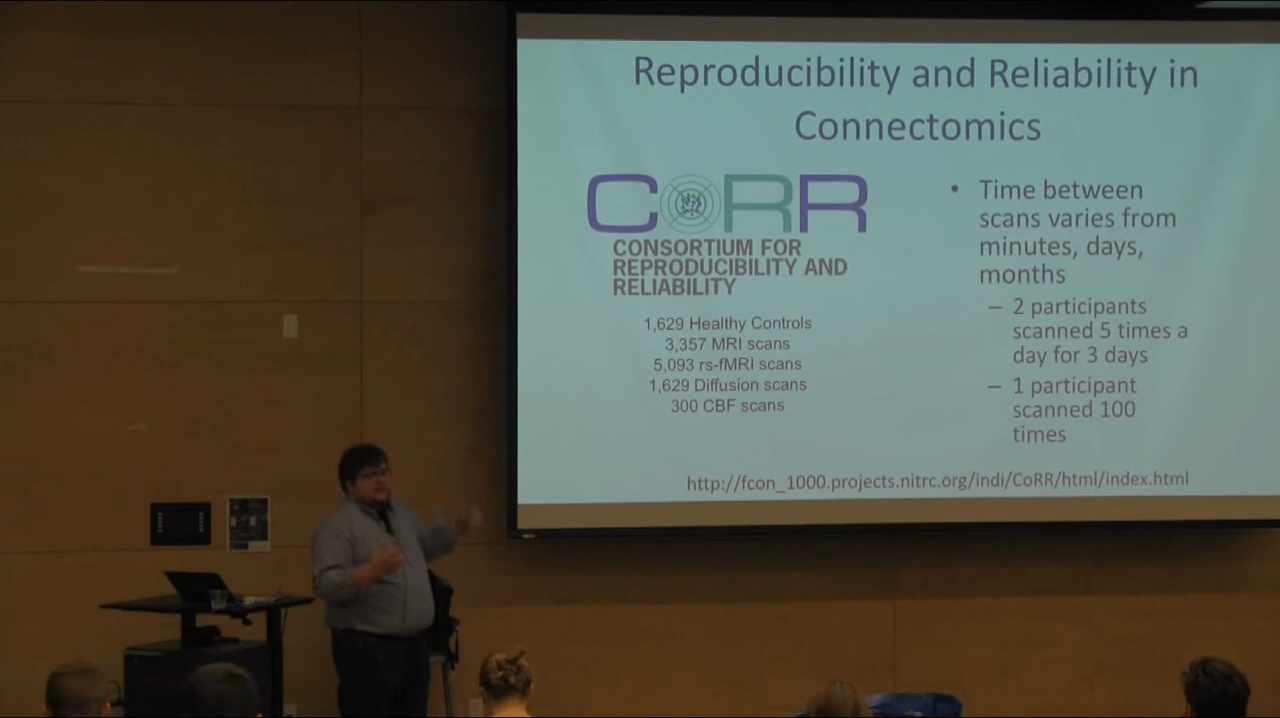 Reproducibility and Reliability in
Connectomics
CORR
CONSORTIUM FOR
REPRODUCIBILITY AND
RELIABILITY
1,629 Healthy Controls
3,357 MRI scans
5,093 rs-fMRI scans
1,629 Diffusion scans
300 CBF scans
• Time between
scans varies from
minutes, days,
months
– 2 participants
scanned 5 times a
day for 3 days
– 1 participant
scanned 100
times
http://fcon_1000.projects.nitrc.org/indi/CoRR/html/index.html